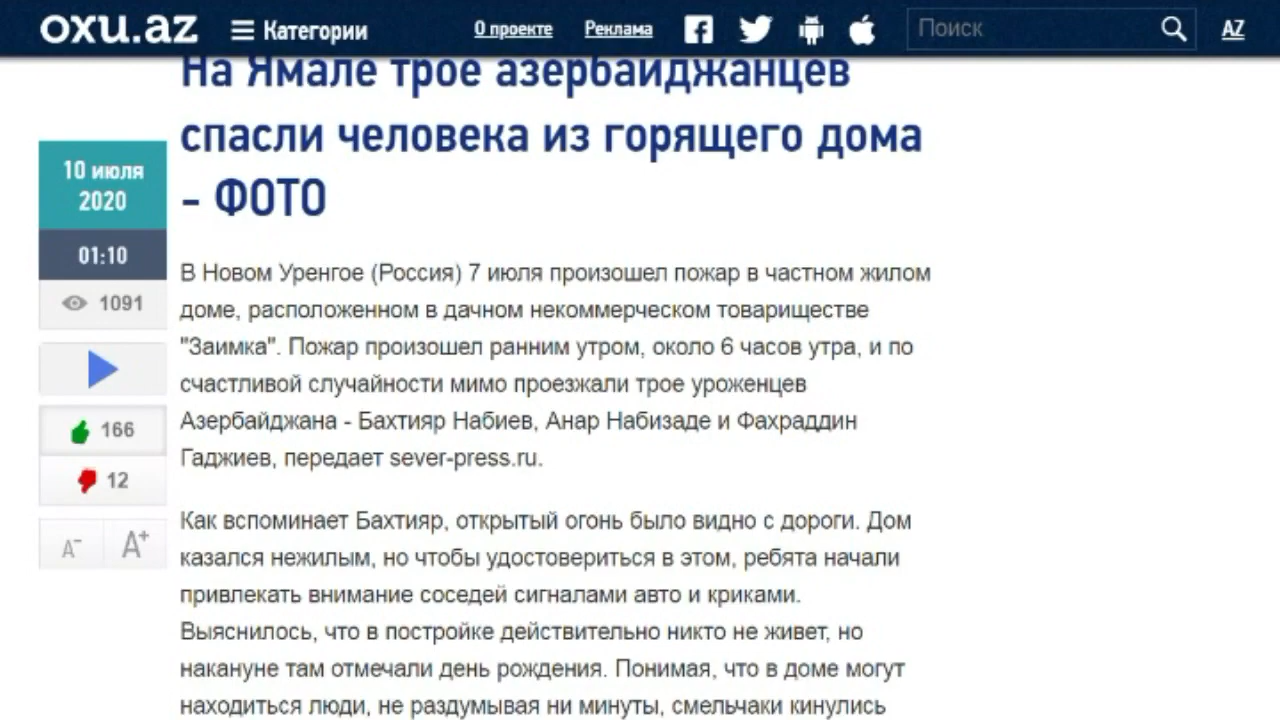 oxu.az Категории О проекте Реклама Поиск AZ
На Ямале трое азербайджанцев
спасли человека из горящего дома
- ФОТО
10 июля
2020
01:10
1091
166
12
A- A+
В Новом Уренгое (Россия) 7 июля произошел пожар в частном жилом
доме, расположенном в дачном некоммерческом товариществе
"Заимка". Пожар произошел ранним утром, около 6 часов утра, и по
счастливой случайности мимо проезжали трое уроженцев
Азербайджана - Бахтияр Набиев, Анар Набизаде и Фахраддин
Гаджиев, передает sever-press.ru.
Как вспоминает Бахтияр, открытый огонь было видно с дороги. Дом
казался нежилым, но чтобы удостовериться в этом, ребята начали
привлекать внимание соседей сигналами авто и криками.
Выяснилось, что в постройке действительно никто не живет, но
накануне там отмечали день рождения. Понимая, что в доме могут
находиться люди, не раздумывая ни минуты, смельчаки кинулись